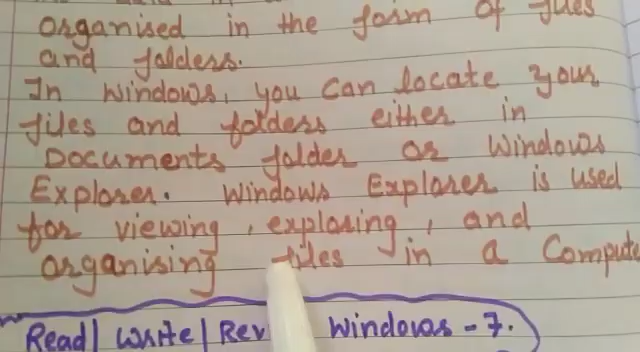 organised in the form of files
and folders.
In windows, you can locate your
files and folders either in
Documents folder or Windows
Explorer. Windows Explorer is used
for viewing, exploring, and
organising files in a Compute
Read/ Write/ Rev Windows - 7.